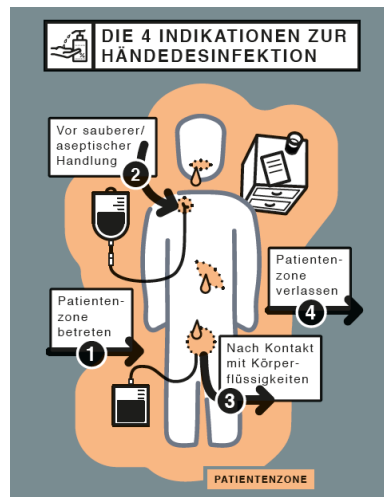 DIE 4 INDIKATIONEN ZUR
HÄNDEDESINFEKTION
Vor sauberer/
aseptischer
Handlung
2
Patienten-
zone
betreten
1
Patienten-
zone
verlassen
4
Nach Kontakt
mit Körper-
flüssigkeiten
3
PATIENTENZONE